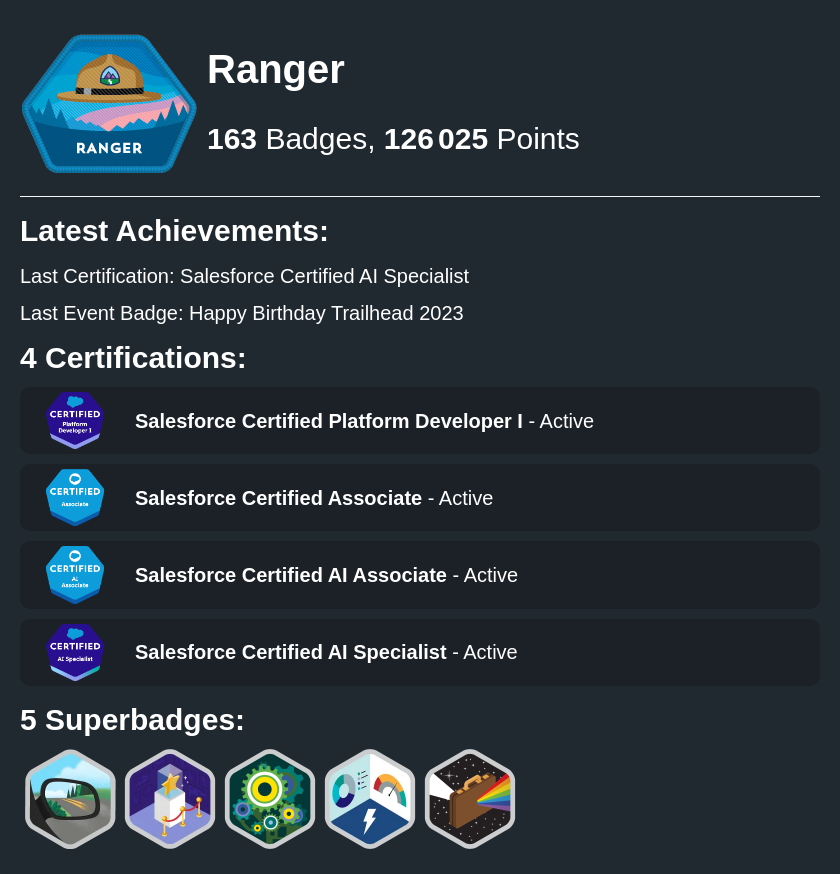 Ranger
163 Badges, 126 025 Points
RANGER
Latest Achievements:
Last Certification: Salesforce Certified AI Specialist
Last Event Badge: Happy Birthday Trailhead 2023
4 Certifications:
CERTIFIED
Platform
Developer I
Salesforce Certified Platform Developer I - Active
CERTIFIED
Associate
Salesforce Certified Associate - Active
CERTIFIED
AI
Associate
Salesforce Certified AI Associate - Active
CERTIFIED
AI Specialist
Salesforce Certified AI Specialist - Active
5 Superbadges: